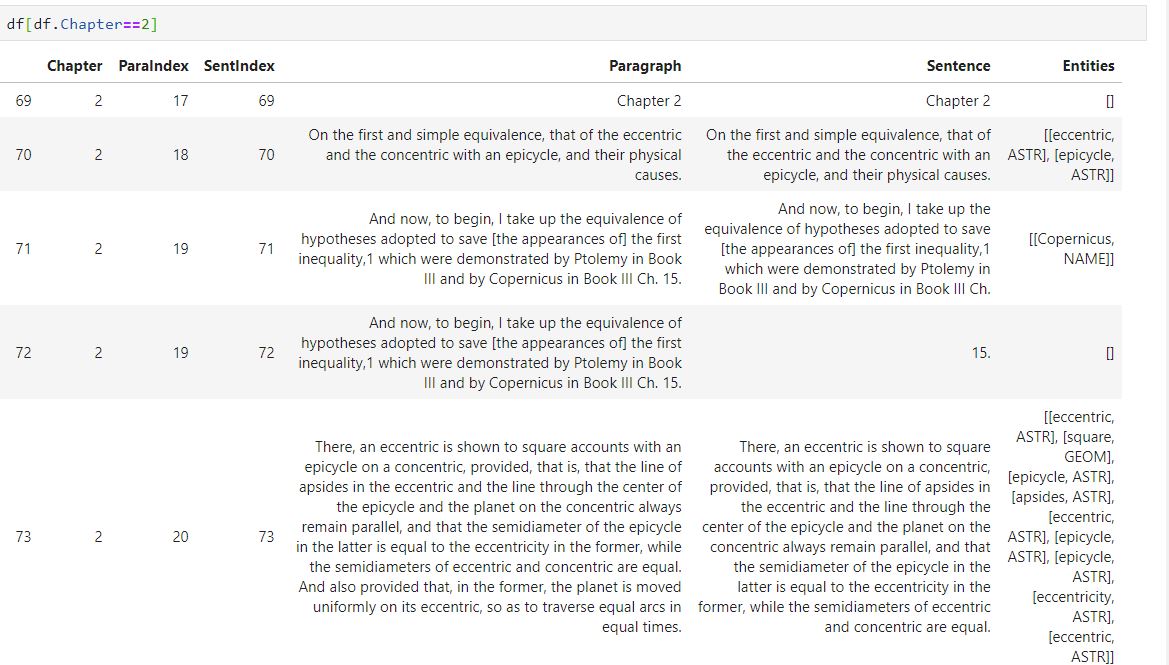 df[df.Chapter==2]
Chapter ParaIndex SentIndex Paragraph Sentence Entities
69 2 17 69 Chapter 2 Chapter 2 []
70 2 18 70
On the first and simple equivalence, that of the eccentric
and the concentric with an epicycle, and their physical
causes.
On the first and simple equivalence, that of
the eccentric and the concentric with an
epicycle, and their physical causes.
[[eccentric,
ASTR], [epicycle,
ASTR]]
71 2 19 71
And now, to begin, I take up the equivalence of
hypotheses adopted to save [the appearances of] the first
inequality,1 which were demonstrated by Ptolemy in Book
III and by Copernicus in Book III Ch. 15.
And now, to begin, I take up the
equivalence of hypotheses adopted to save
[the appearances of] the first inequality,1
which were demonstrated by Ptolemy in
Book III and by Copernicus in Book III Ch.
[[Copernicus,
NAME]]
72 2 19 72
And now, to begin, I take up the equivalence of
hypotheses adopted to save [the appearances of] the first
inequality,1 which were demonstrated by Ptolemy in Book
III and by Copernicus in Book III Ch. 15.
15.
[]
73 2 20 73
There, an eccentric is shown to square accounts with an
epicycle on a concentric, provided, that is, that the line of
apsides in the eccentric and the line through the center of
the epicycle and the planet on the concentric always
remain parallel, and that the semidiameter of the epicycle
in the latter is equal to the eccentricity in the former, while
the semidiameters of eccentric and concentric are equal.
And also provided that, in the former, the planet is moved
uniformly on its eccentric, so as to traverse equal arcs in
equal times.
There, an eccentric is shown to square
accounts with an epicycle on a concentric,
provided, that is, that the line of apsides in
the eccentric and the line through the
center of the epicycle and the planet on the
concentric always remain parallel, and that
the semidiameter of the epicycle in the
latter is equal to the eccentricity in the
former, while the semidiameters of eccentric
and concentric are equal.
[[eccentric,
ASTR], [square,
GEOM],
[epicycle, ASTR],
[apsides, ASTR],
[eccentric,
ASTR], [epicycle,
ASTR], [epicycle,
ASTR],
[eccentricity,
ASTR],
[eccentric,
ASTR]]